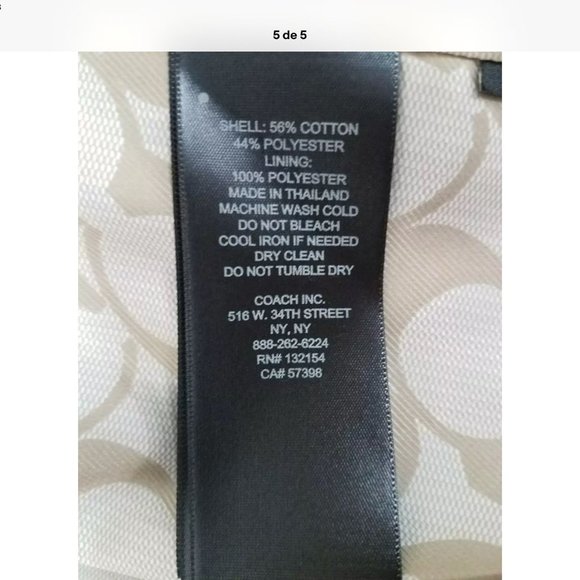 5 de 5
SHELL: 56% COTTON
44% POLYESTER
LINING:
100% POLYESTER
MADE IN THAILAND
MACHINE WASH COLD
DO NOT BLEACH
COOL IRON IF NEEDED
DRY CLEAN
DO NOT TUMBLE DRY
COACH INC.
516 W. 34TH STREET
NY, NY
888-262-6224
RN# 132154
CA# 57398